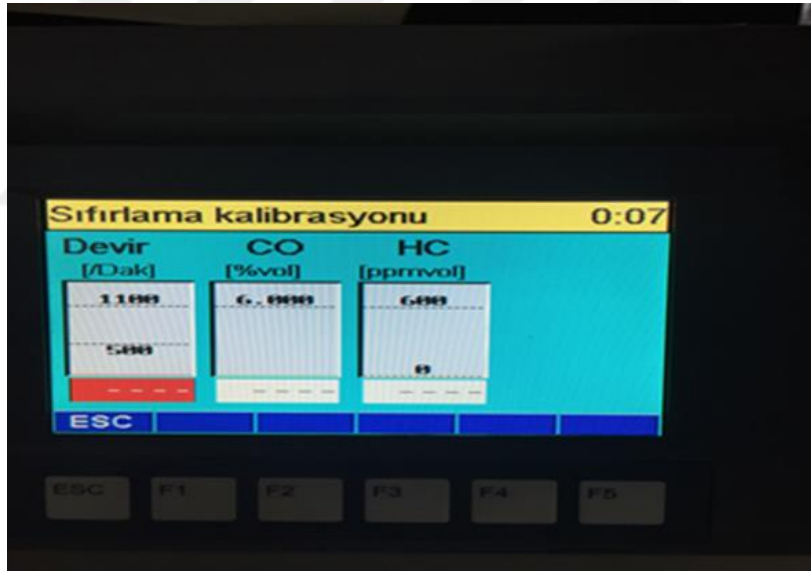 Sıfırlama kalibrasyonu 0:07
Devir CO HC
[/Dak] [%vol] [ppmvol]
1100 6.000 600
500
0
---- ---- ----
ESC
ESC F1 F2 F3 F4 F5